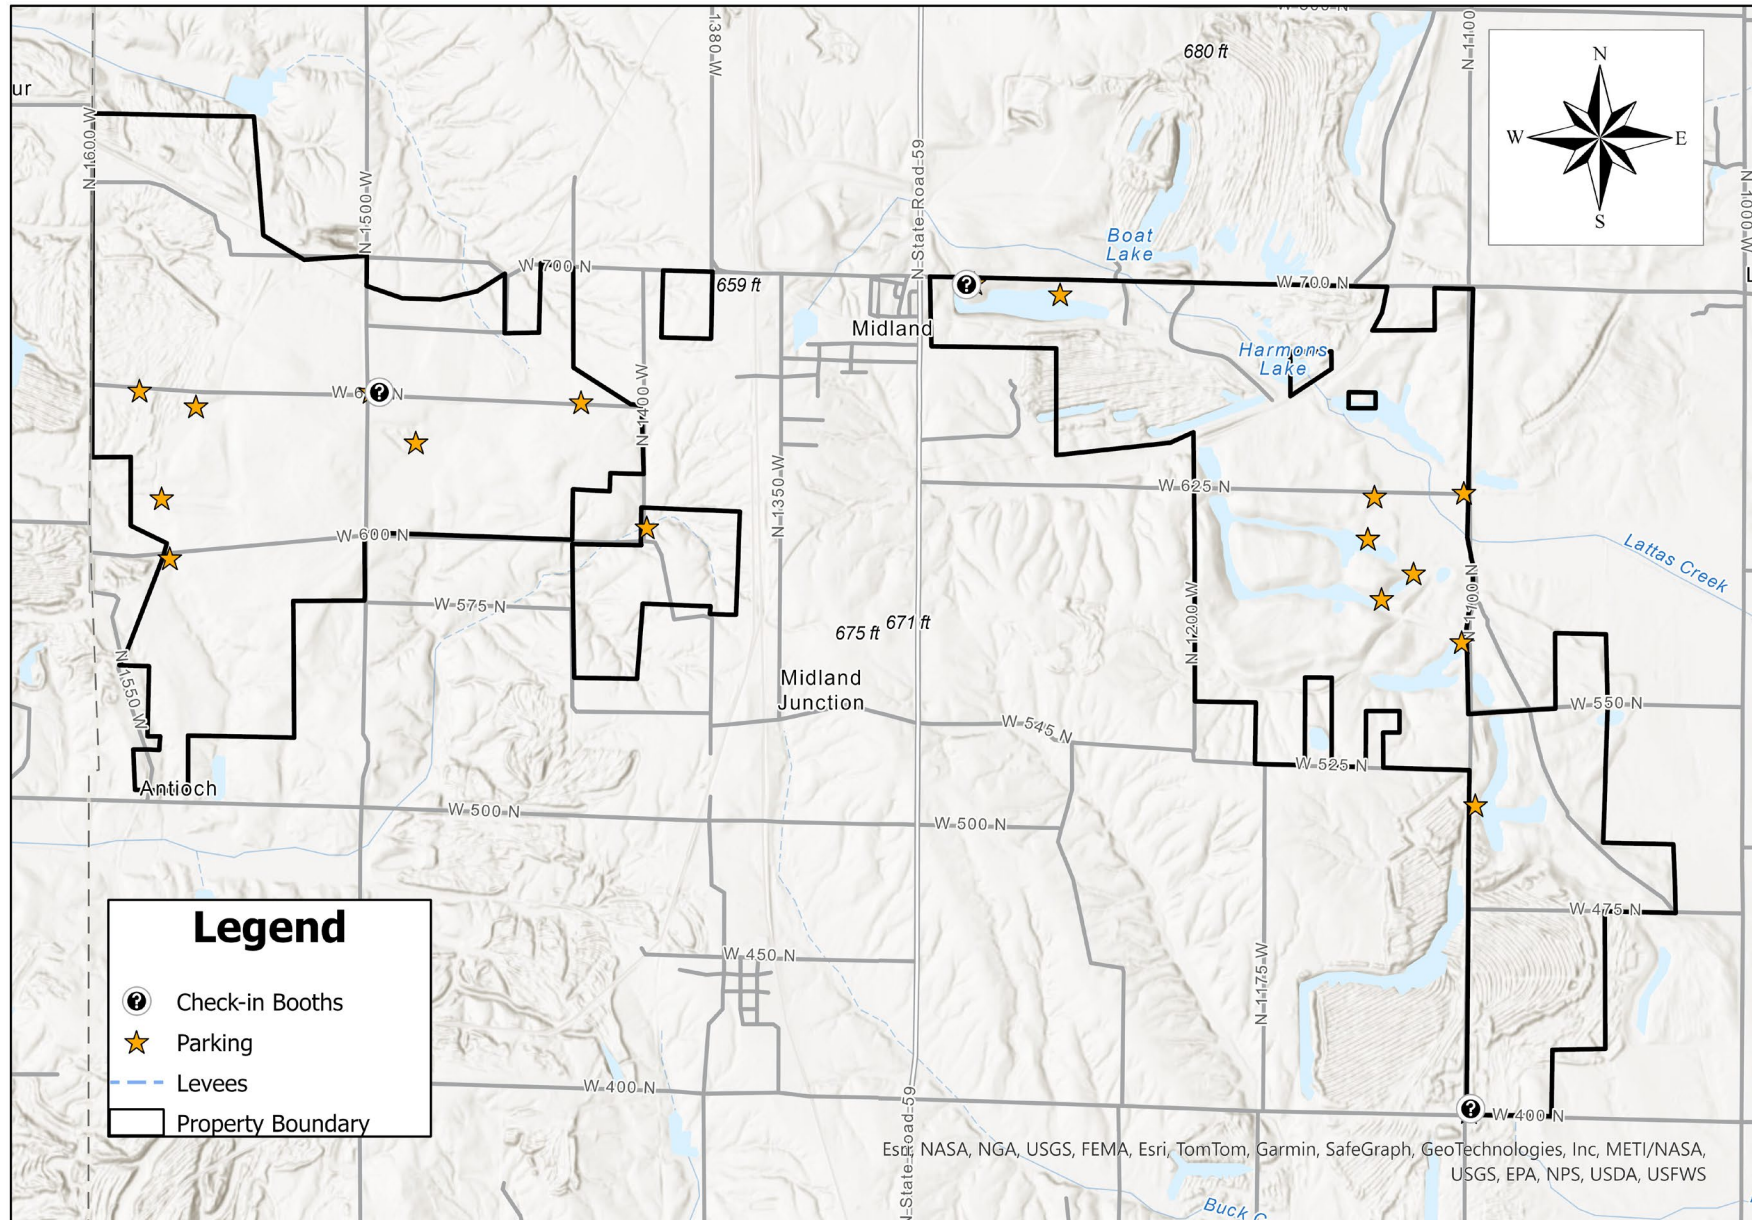 ur
N 1600 W
N 1500 W
1380 W
N State Road 59
680 ft
N 1100
N
W
E
S
N 1000 W
L
W 700 N
659 ft
Boat
Lake
W 700 N
Midland
Harmons
Lake
N 1400 W
N 1350 W
W 625 N
W 600 N
W 575 N
Lattas Creek
N 1200 W
N 1100 W
675 ft
671 ft
N 1550 W
Midland
Junction
W 550 N
W 545 N
W 525 N
Antioch
W 500 N
W 500 N
W 475 N
W 450 N
N 1175 W
W 400 N
W 400 N
N State Road 59
Legend
Check-in Booths
Parking
Levees
Property Boundary
Esri, NASA, NGA, USGS, FEMA, Esri, TomTom, Garmin, SafeGraph, GeoTechnologies, Inc, METI/NASA,
USGS, EPA, NPS, USDA, USFWS
Buck